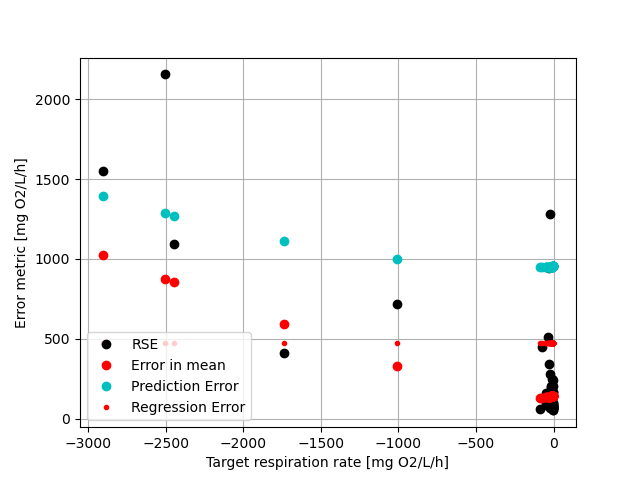 Error metric [mg O2/L/h]
2000
1500
1000
500
0
RSE
Error in mean
Prediction Error
Regression Error
−3000 −2500 −2000 −1500 −1000 −500 0
Target respiration rate [mg O2/L/h]